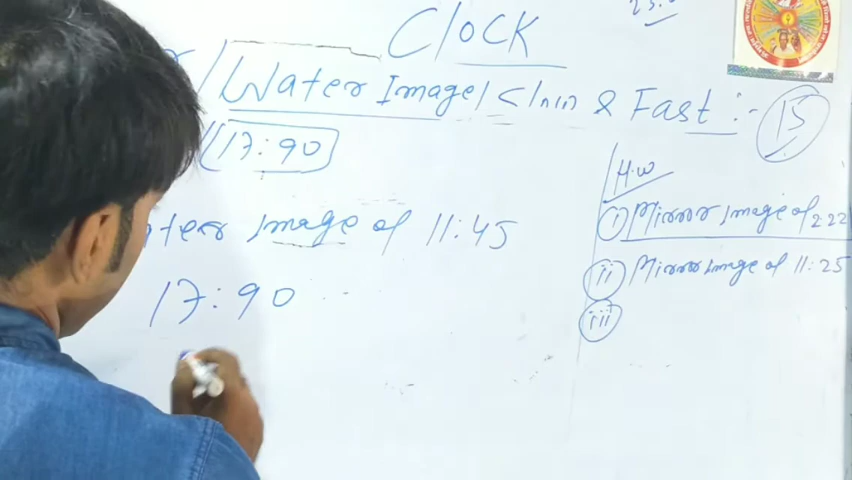 Clock
Water Image/ & Fast :- 15
17:90
Image of 11:45
17:90
H.W
(i) Mirror Image of 2:22
(ii) Mirror Image of 11:25
(iii)